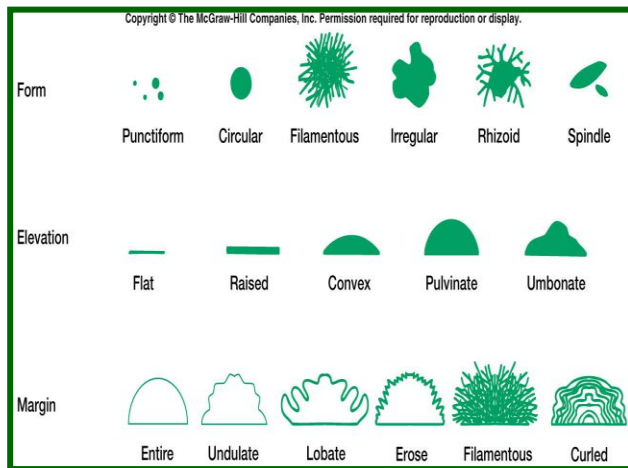 Copyright © The McGraw-Hill Companies, Inc. Permission required for reproduction or display.
Form
Punctiform Circular Filamentous Irregular Rhizoid Spindle
Elevation
Flat Raised Convex Pulvinate Umbonate
Margin
Entire Undulate Lobate Erose Filamentous Curled